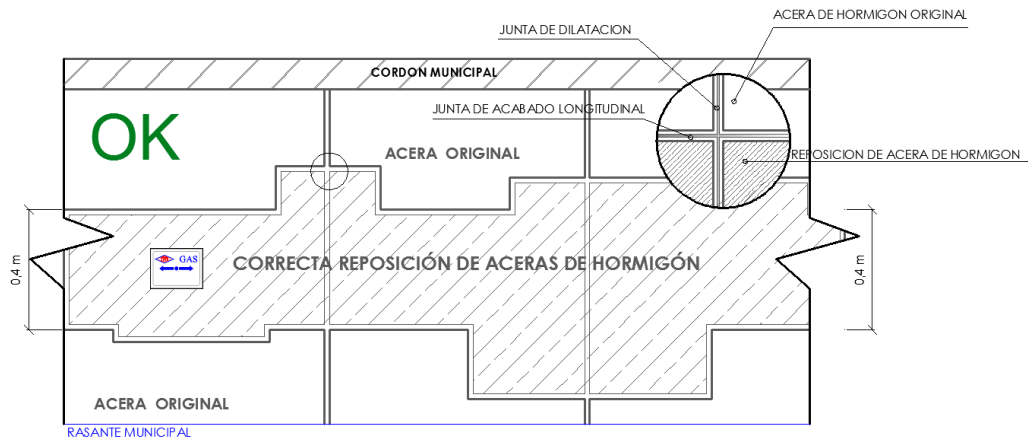 ACERA DE HORMIGON ORIGINAL
JUNTA DE DILATACION
CORDON MUNICIPAL
JUNTA DE ACABADO LONGITUDINAL
OK
ACERA ORIGINAL
REPOSICION DE ACERA DE HORMIGON
0,4 m
GAS
CORRECTA REPOSICIÓN DE ACERAS DE HORMIGÓN
0,4 m
ACERA ORIGINAL
RASANTE MUNICIPAL